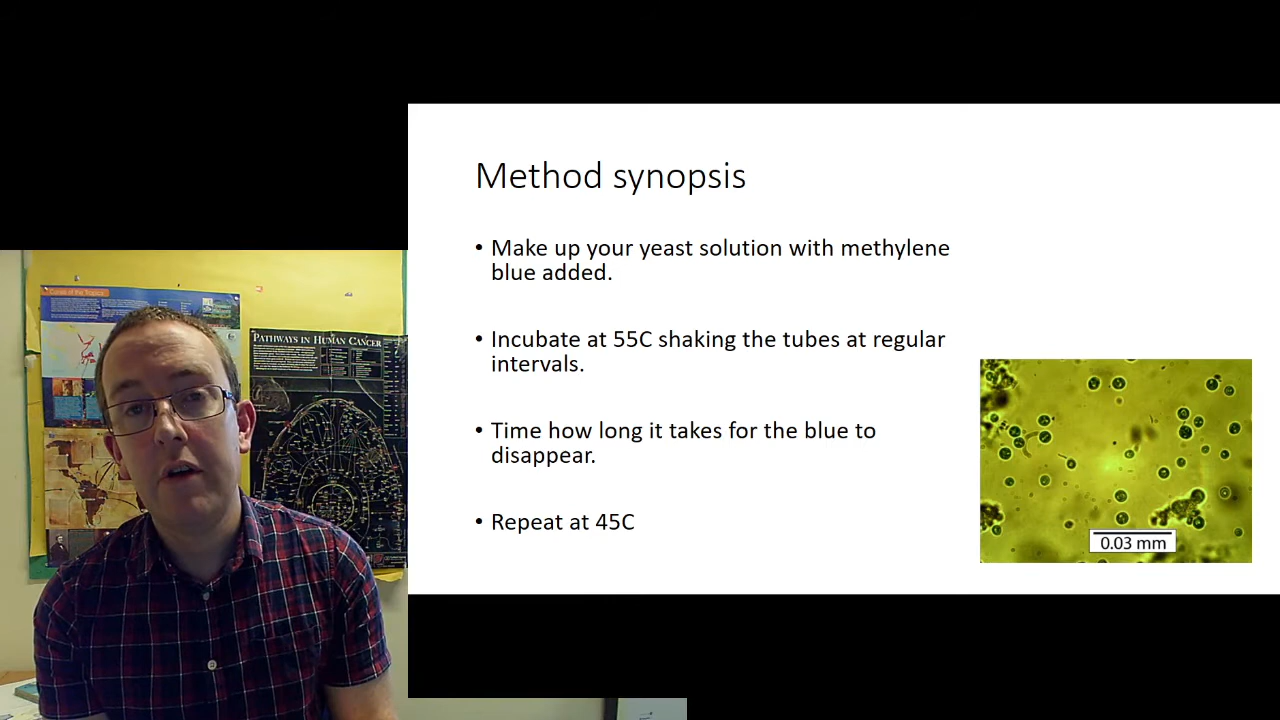 Method synopsis
• Make up your yeast solution with methylene
blue added.
• Incubate at 55C shaking the tubes at regular
intervals.
• Time how long it takes for the blue to
disappear.
• Repeat at 45C
0.03 mm
PATHWAYS IN HUMAN CANCER